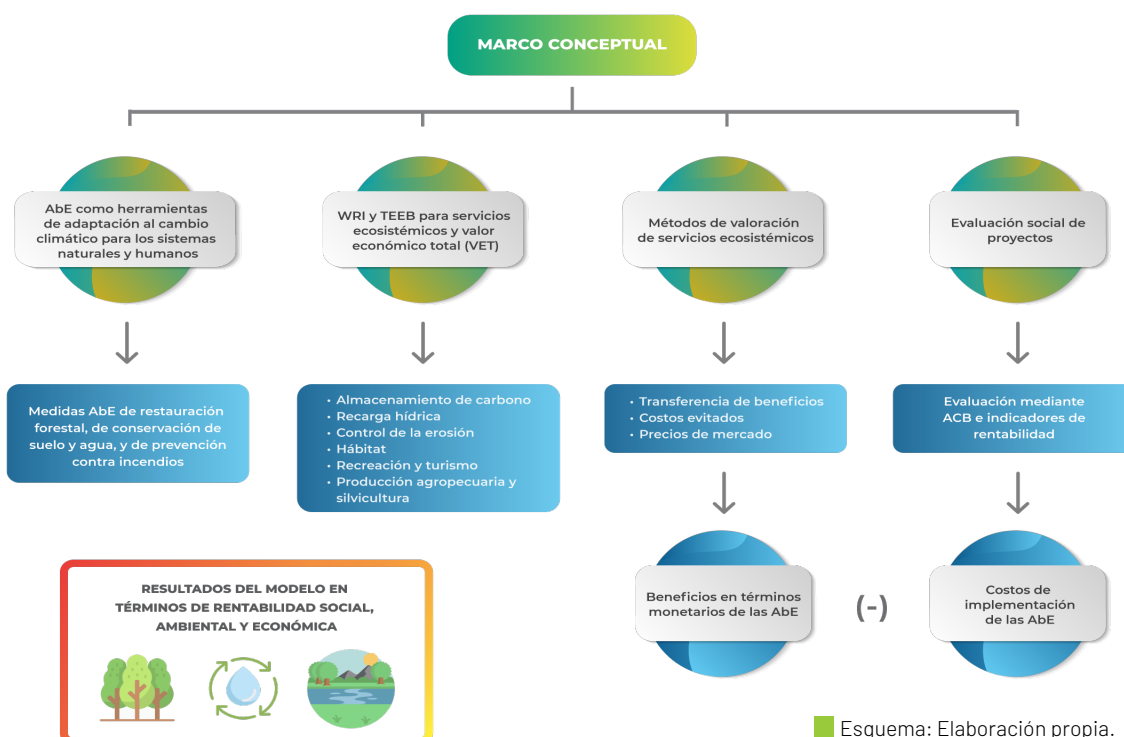 MARCO CONCEPTUAL
AbE como herramientas
de adaptación al cambio
climático para los sistemas
naturales y humanos
WRI y TEEB para servicios
ecosistémicos y valor
económico total (VET)
Métodos de valoración
de servicios ecosistémicos
Evaluación social de
proyectos
Medidas AbE de restauración
forestal, de conservación de
suelo y agua, y de prevención
contra incendios
• Almacenamiento de carbono
• Recarga hídrica
• Control de la erosión
• Hábitat
• Recreación y turismo
• Producción agropecuaria y
silvicultura
• Transferencia de beneficios
• Costos evitados
• Precios de mercado
Evaluación mediante
ACB e indicadores de
rentabilidad
RESULTADOS DEL MODELO EN
TÉRMINOS DE RENTABILIDAD SOCIAL,
AMBIENTAL Y ECONÓMICA
Beneficios en términos
monetarios de las AbE
(-)
Costos de
implementación
de las AbE
Esquema: Elaboración propia.